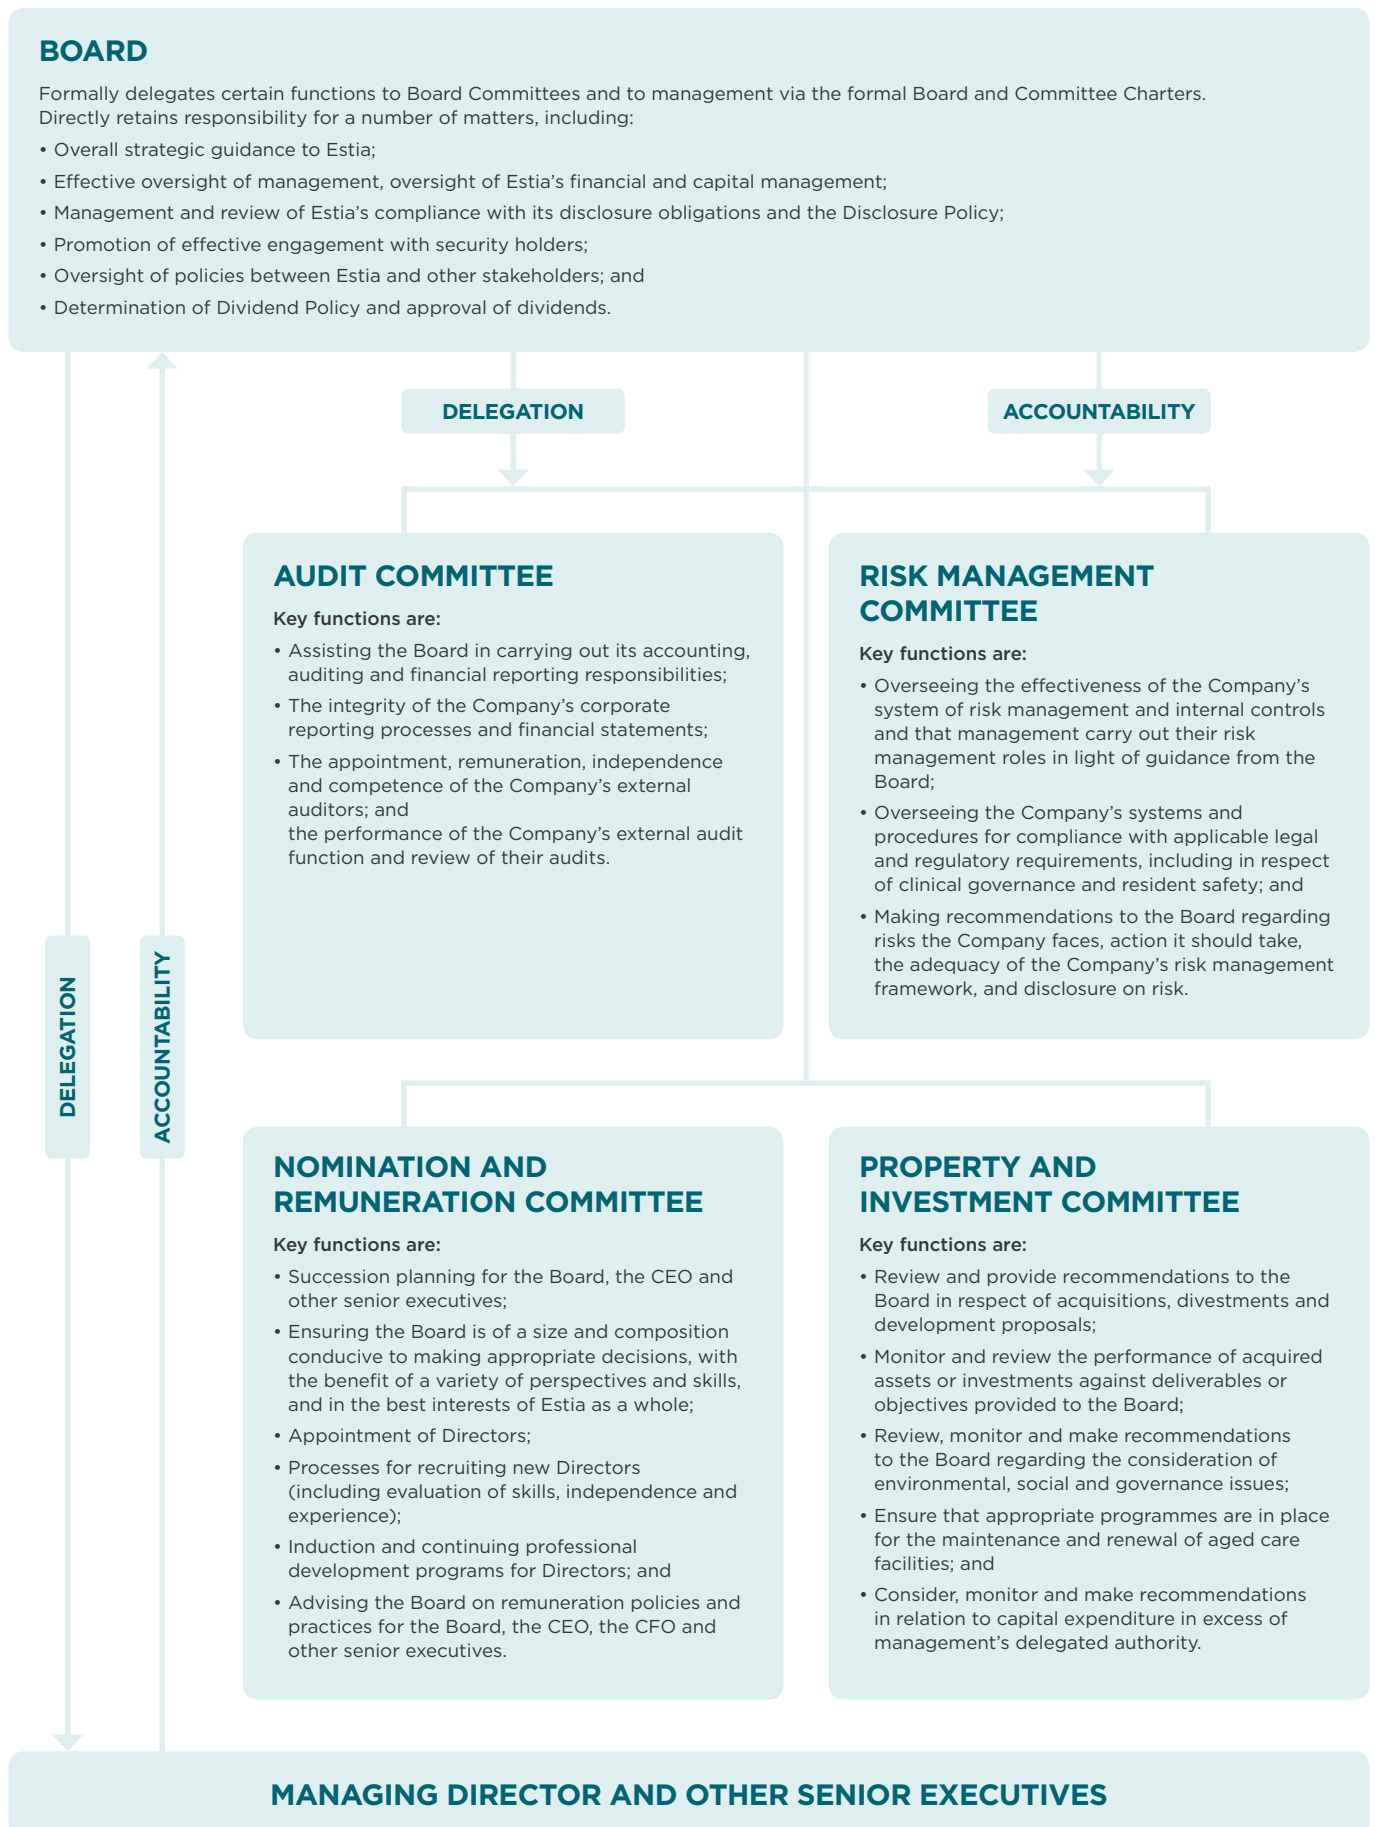 BOARD
Formally delegates certain functions to Board Committees and to management via the formal Board and Committee Charters.
Directly retains responsibility for a number of matters, including:
• Overall strategic guidance to Estia;
• Effective oversight of management, oversight of Estia’s financial and capital management;
• Management and review of Estia’s compliance with its disclosure obligations and the Disclosure Policy;
• Promotion of effective engagement with security holders;
• Oversight of policies between Estia and other stakeholders; and
• Determination of Dividend Policy and approval of dividends.
DELEGATION
ACCOUNTABILITY
AUDIT COMMITTEE
Key functions are:
• Assisting the Board in carrying out its accounting,
auditing and financial reporting responsibilities;
• The integrity of the Company’s corporate
reporting processes and financial statements;
• The appointment, remuneration, independence
and competence of the Company’s external
auditors; and
the performance of the Company’s external audit
function and review of their audits.
RISK MANAGEMENT
COMMITTEE
Key functions are:
• Overseeing the effectiveness of the Company’s
system of risk management and internal controls
and that management carry out their risk
management roles in light of guidance from the
Board;
• Overseeing the Company’s systems and
procedures for compliance with applicable legal
and regulatory requirements, including in respect
of clinical governance and resident safety; and
• Making recommendations to the Board regarding
risks the Company faces, action it should take,
the adequacy of the Company’s risk management
framework, and disclosure on risk.
DELEGATION
ACCOUNTABILITY
NOMINATION AND
REMUNERATION COMMITTEE
Key functions are:
• Succession planning for the Board, the CEO and
other senior executives;
• Ensuring the Board is of a size and composition
conducive to making appropriate decisions, with
the benefit of a variety of perspectives and skills,
and in the best interests of Estia as a whole;
• Appointment of Directors;
• Processes for recruiting new Directors
(including evaluation of skills, independence and
experience);
• Induction and continuing professional
development programs for Directors; and
• Advising the Board on remuneration policies and
practices for the Board, the CEO, the CFO and
other senior executives.
PROPERTY AND
INVESTMENT COMMITTEE
Key functions are:
• Review and provide recommendations to the
Board in respect of acquisitions, divestments and
development proposals;
• Monitor and review the performance of acquired
assets or investments against deliverables or
objectives provided to the Board;
• Review, monitor and make recommendations
to the Board regarding the consideration of
environmental, social and governance issues;
• Ensure that appropriate programmes are in place
for the maintenance and renewal of aged care
facilities; and
• Consider, monitor and make recommendations
in relation to capital expenditure in excess of
management’s delegated authority.
MANAGING DIRECTOR AND OTHER SENIOR EXECUTIVES